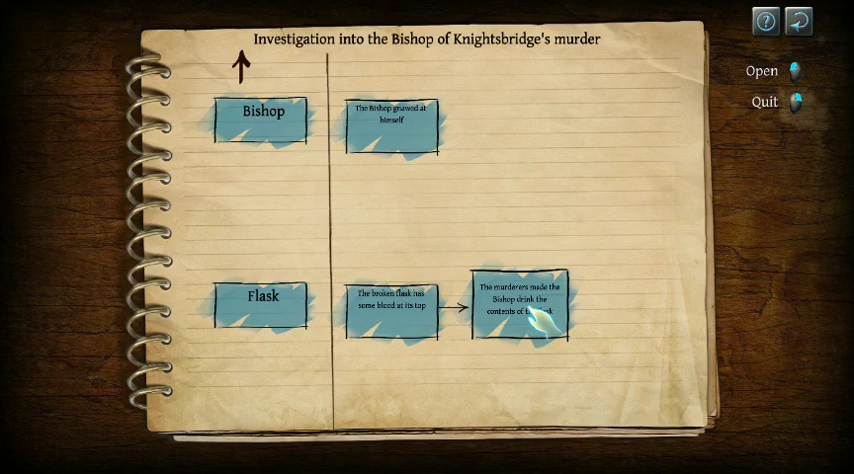 Investigation into the Bishop of Knightsbridge's murder
Open
Quit
Bishop
The Bishop gnawed at
himself
Flask
The broken flask has
some blood at its top
The murderers made the
Bishop drink the
contents of